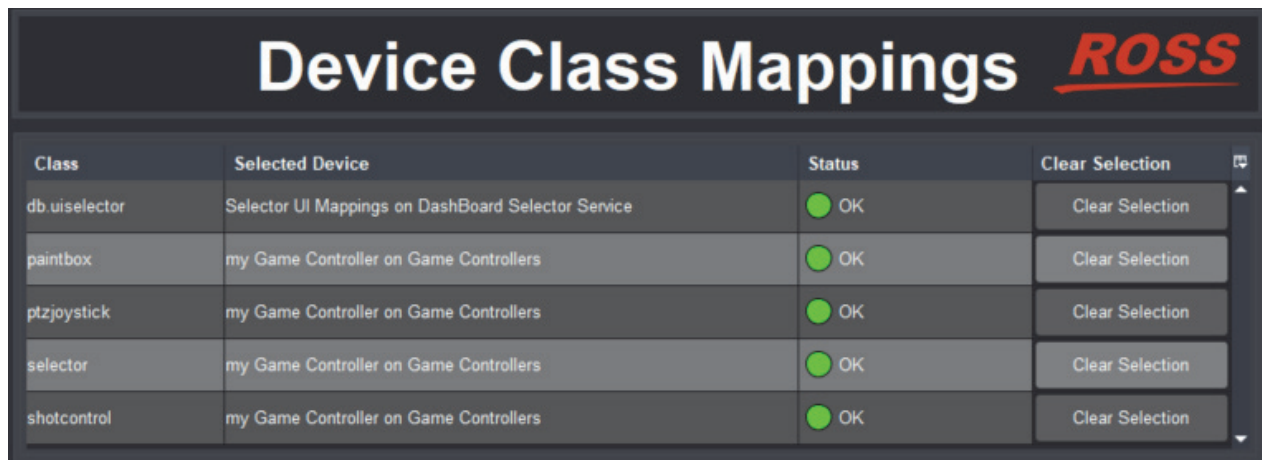 Device Class Mappings ROSS
Class Selected Device Status Clear Selection
db.uiselector Selector UI Mappings on DashBoard Selector Service OK Clear Selection
paintbox my Game Controller on Game Controllers OK Clear Selection
ptzjoystick my Game Controller on Game Controllers OK Clear Selection
selector my Game Controller on Game Controllers OK Clear Selection
shotcontrol my Game Controller on Game Controllers OK Clear Selection